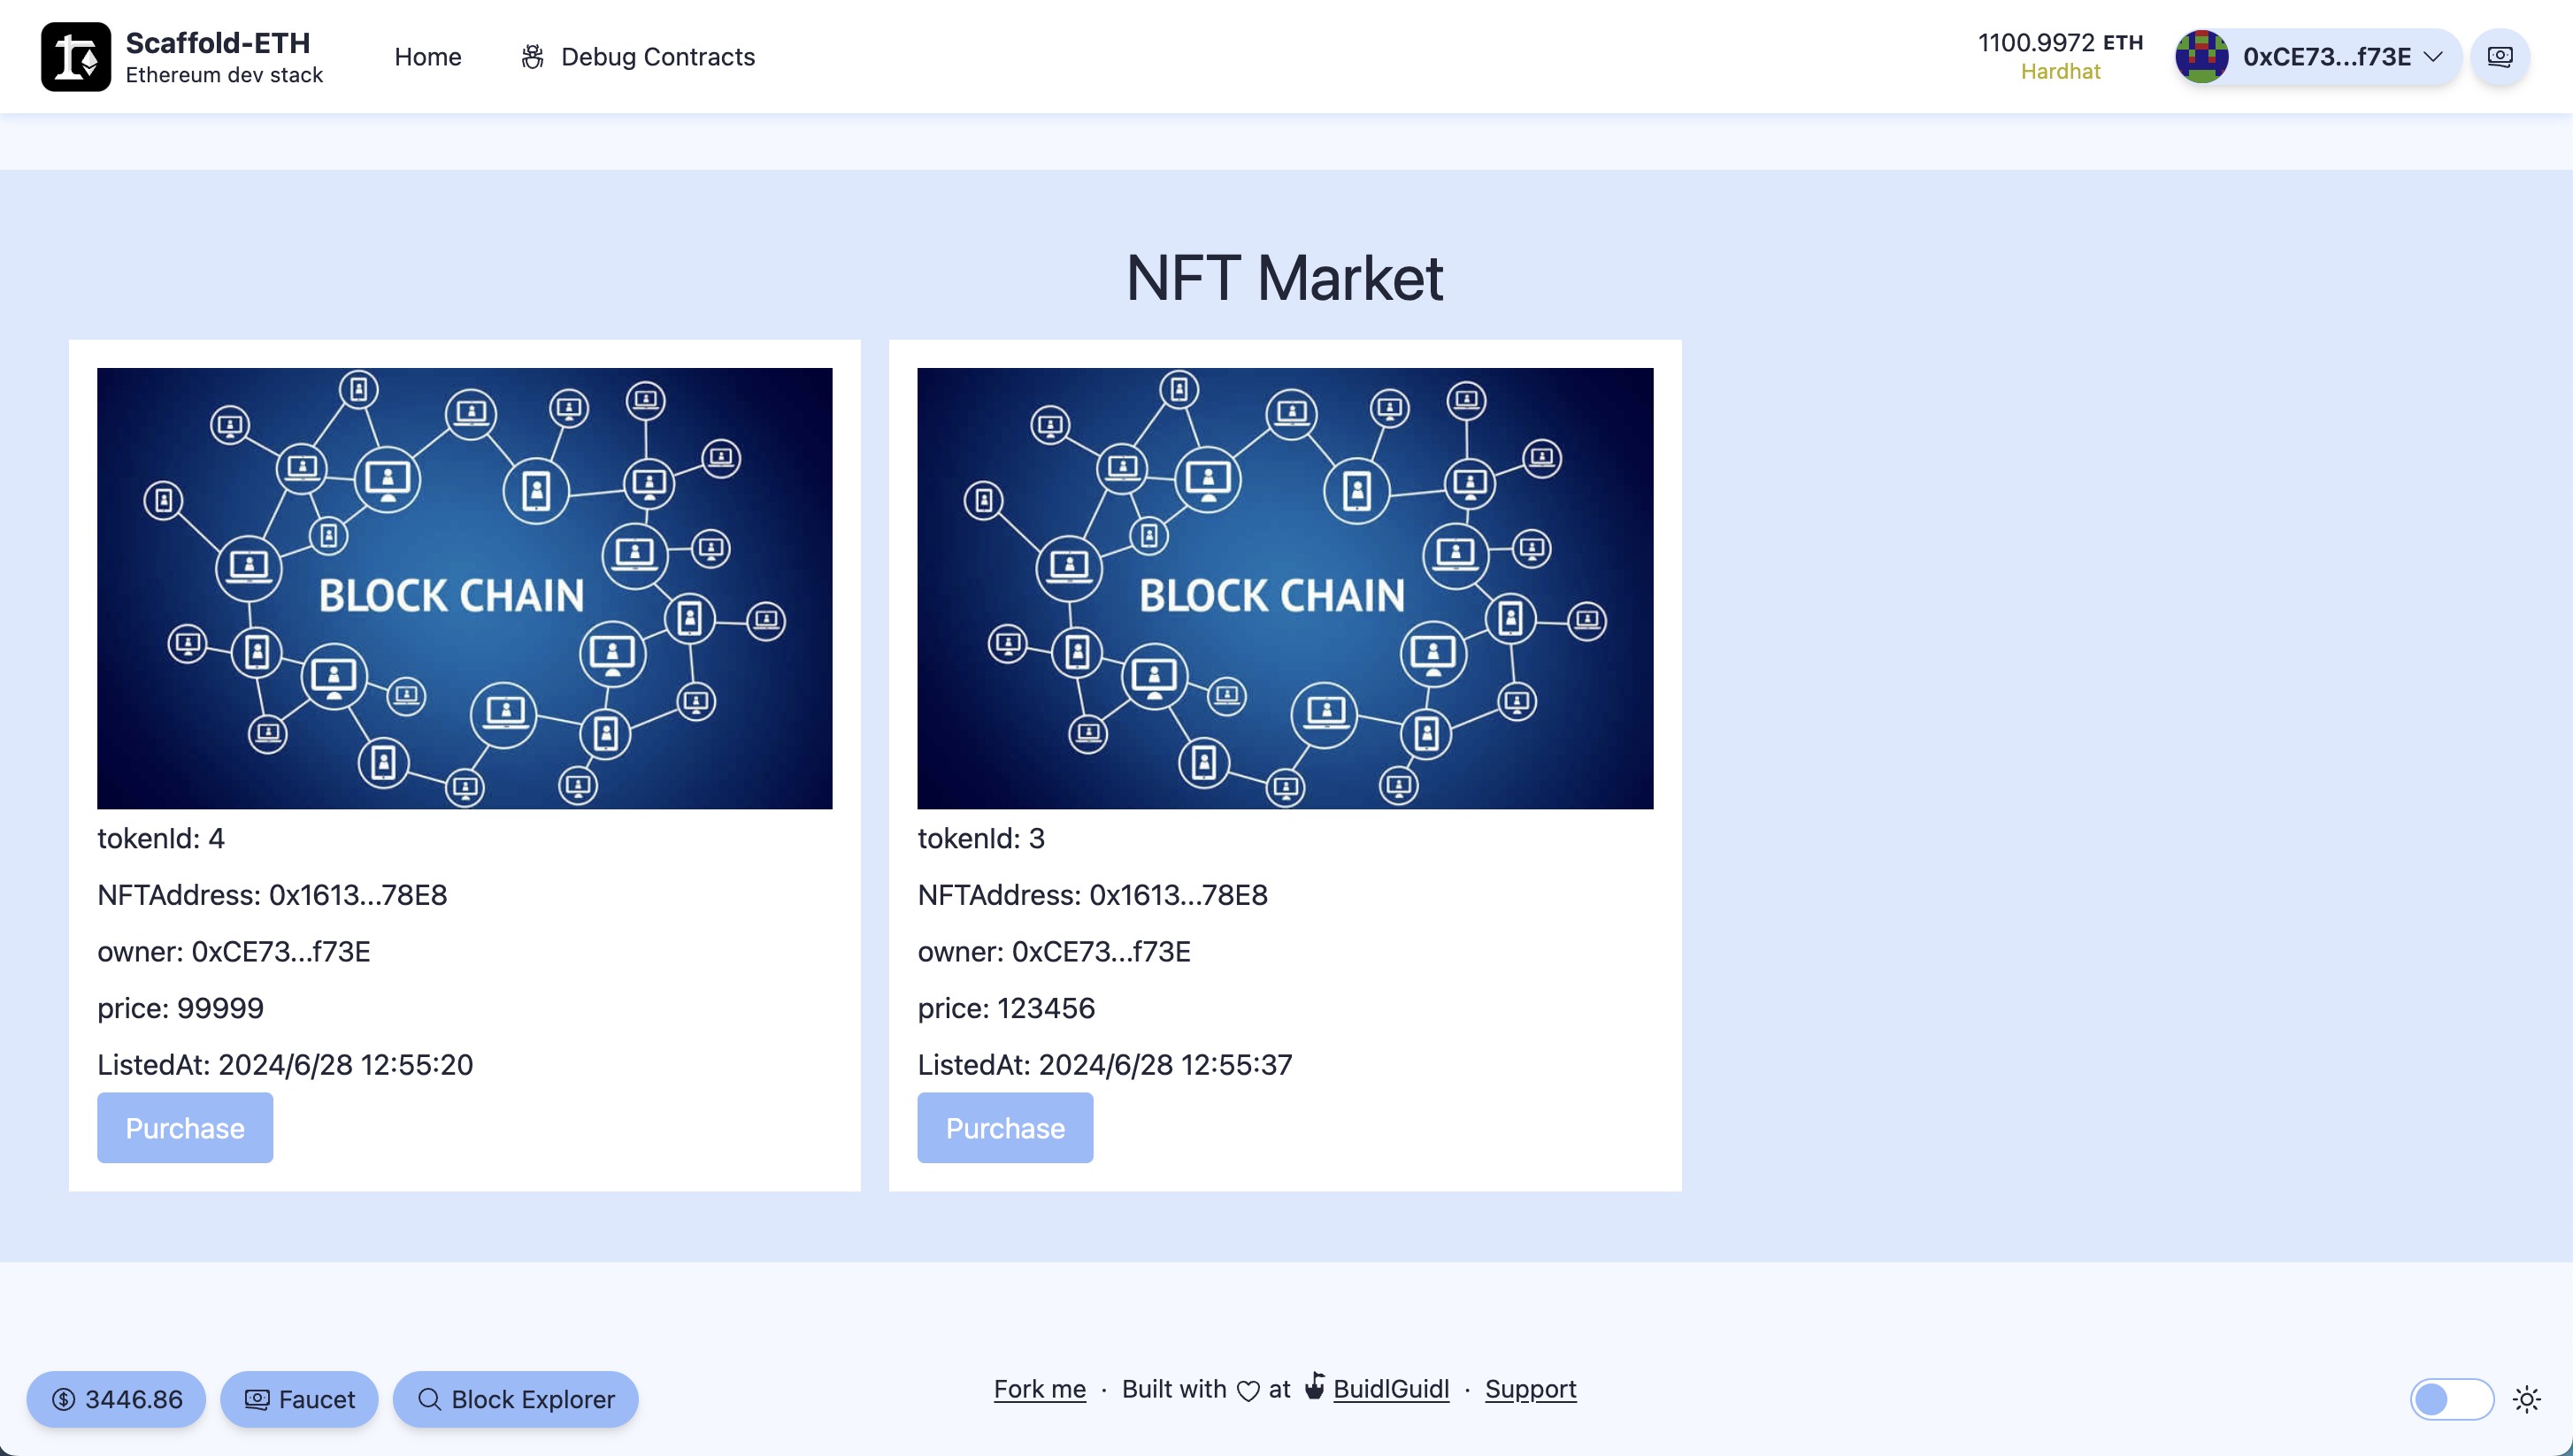 Scaffold-ETH
Ethereum dev stack
Home
Debug Contracts
1100.9972 ETH
Hardhat
0xCE73...f73E
NFT Market
BLOCK CHAIN
tokenId: 4
NFTAddress: 0x1613...78E8
owner: 0xCE73...f73E
price: 99999
ListedAt: 2024/6/28 12:55:20
Purchase
BLOCK CHAIN
tokenId: 3
NFTAddress: 0x1613...78E8
owner: 0xCE73...f73E
price: 123456
ListedAt: 2024/6/28 12:55:37
Purchase
3446.86
Faucet
Block Explorer
Fork me · Built with at BuidlGuidl · Support